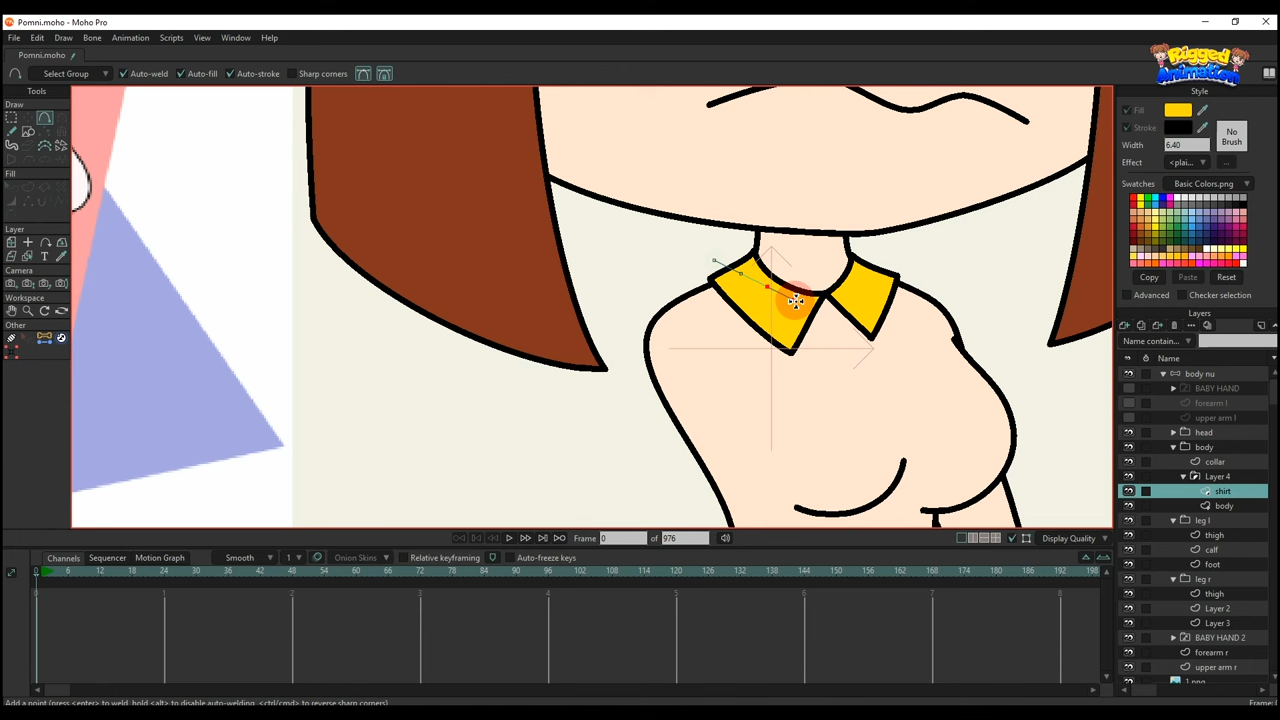 Pomni.moho - Moho Pro
File Edit Draw Bone Animation Scripts View Window Help
Pomni.moho
Rigged Animation
Select Group Auto-weld Auto-fill Auto-stroke Sharp corners
Tools
Style
Draw
Fill
Stroke
No Brush
Width 6.40
Effect <plai... ...
Fill
Swatches Basic Colors.png
Layer
Copy Paste Reset
Camera
Advanced Checker selection
Workspace
Layers
Other
Name contain...
Name
body nu
BABY HAND
forearm l
upper arm l
head
body
collar
Layer 4
shirt
body
leg l
thigh
calf
foot
leg r
thigh
Layer 2
Layer 3
BABY HAND 2
forearm r
upper arm r
1.png
Frame 0 of 976 Display Quality
Channels Sequencer Motion Graph Smooth 1 Onion Skins Relative keyframing Auto-freeze keys
0 6 12 18 24 30 36 42 48 54 60 66 72 78 84 90 96 102 108 114 120 126 132 138 144 150 156 162 168 174 180 186 192 198
0 1 2 3 4 5 6 7 8
Add a point (press <enter> to weld, hold <alt> to disable auto-welding, <ctrl/cmd> to reverse sharp corners)
Frame: